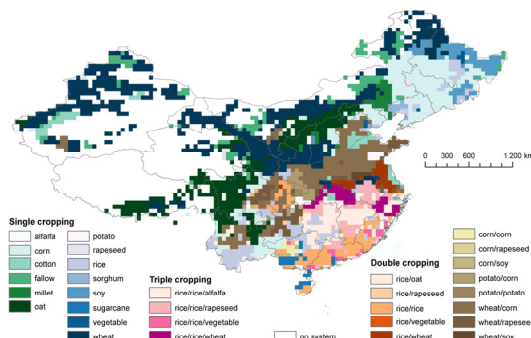 0 300 600 1.200 km
Single cropping
alfalfa
corn
cotton
fallow
millet
oat
potato
rapeseed
rice
sorghum
soy
sugarcane
vegetable
wheat
Triple cropping
rice/rice/alfalfa
rice/rice/rapeseed
rice/rice/vegetable
rice/rice/wheat
no system
Double cropping
rice/oat
rice/rapeseed
rice/rice
rice/vegetable
rice/wheat
corn/corn
corn/rapeseed
corn/soy
potato/corn
potato/potato
wheat/corn
wheat/rapeseed
wheat/soy